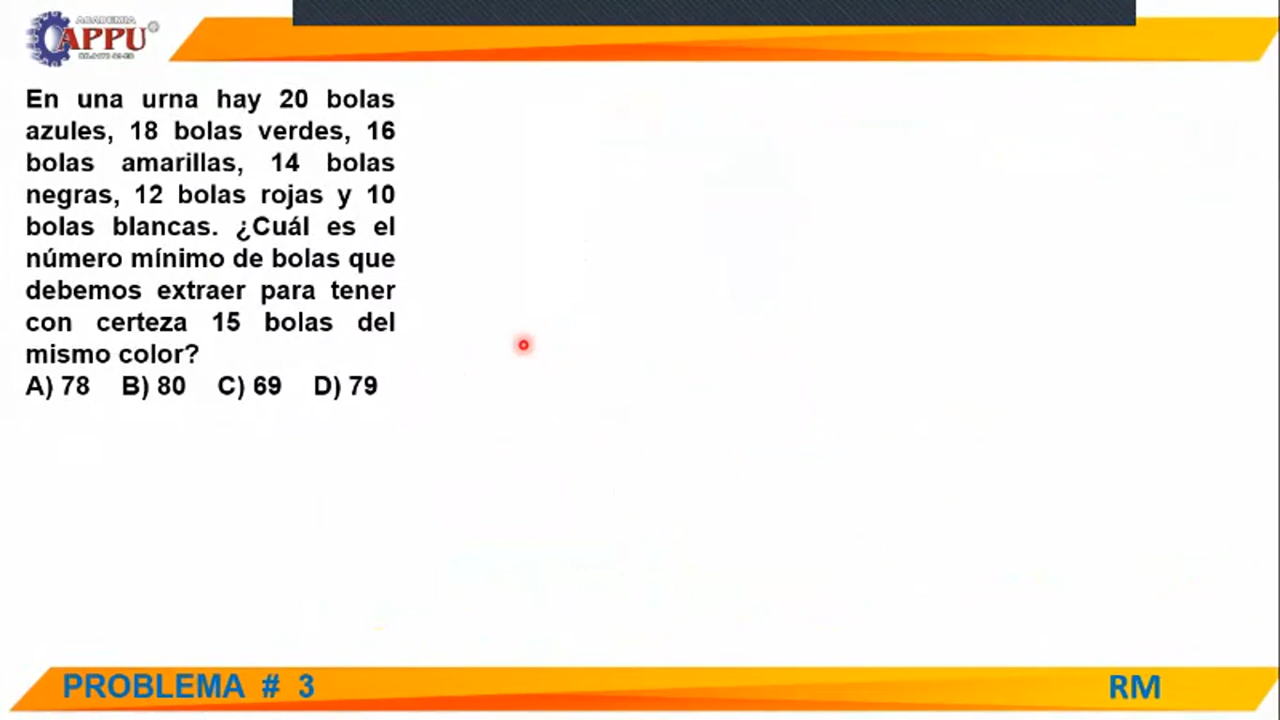 ACADEMIA
APPU
En una urna hay 20 bolas
azules, 18 bolas verdes, 16
bolas amarillas, 14 bolas
negras, 12 bolas rojas y 10
bolas blancas. ¿Cuál es el
número mínimo de bolas que
debemos extraer para tener
con certeza 15 bolas del
mismo color?
A) 78 B) 80 C) 69 D) 79
PROBLEMA # 3
RM